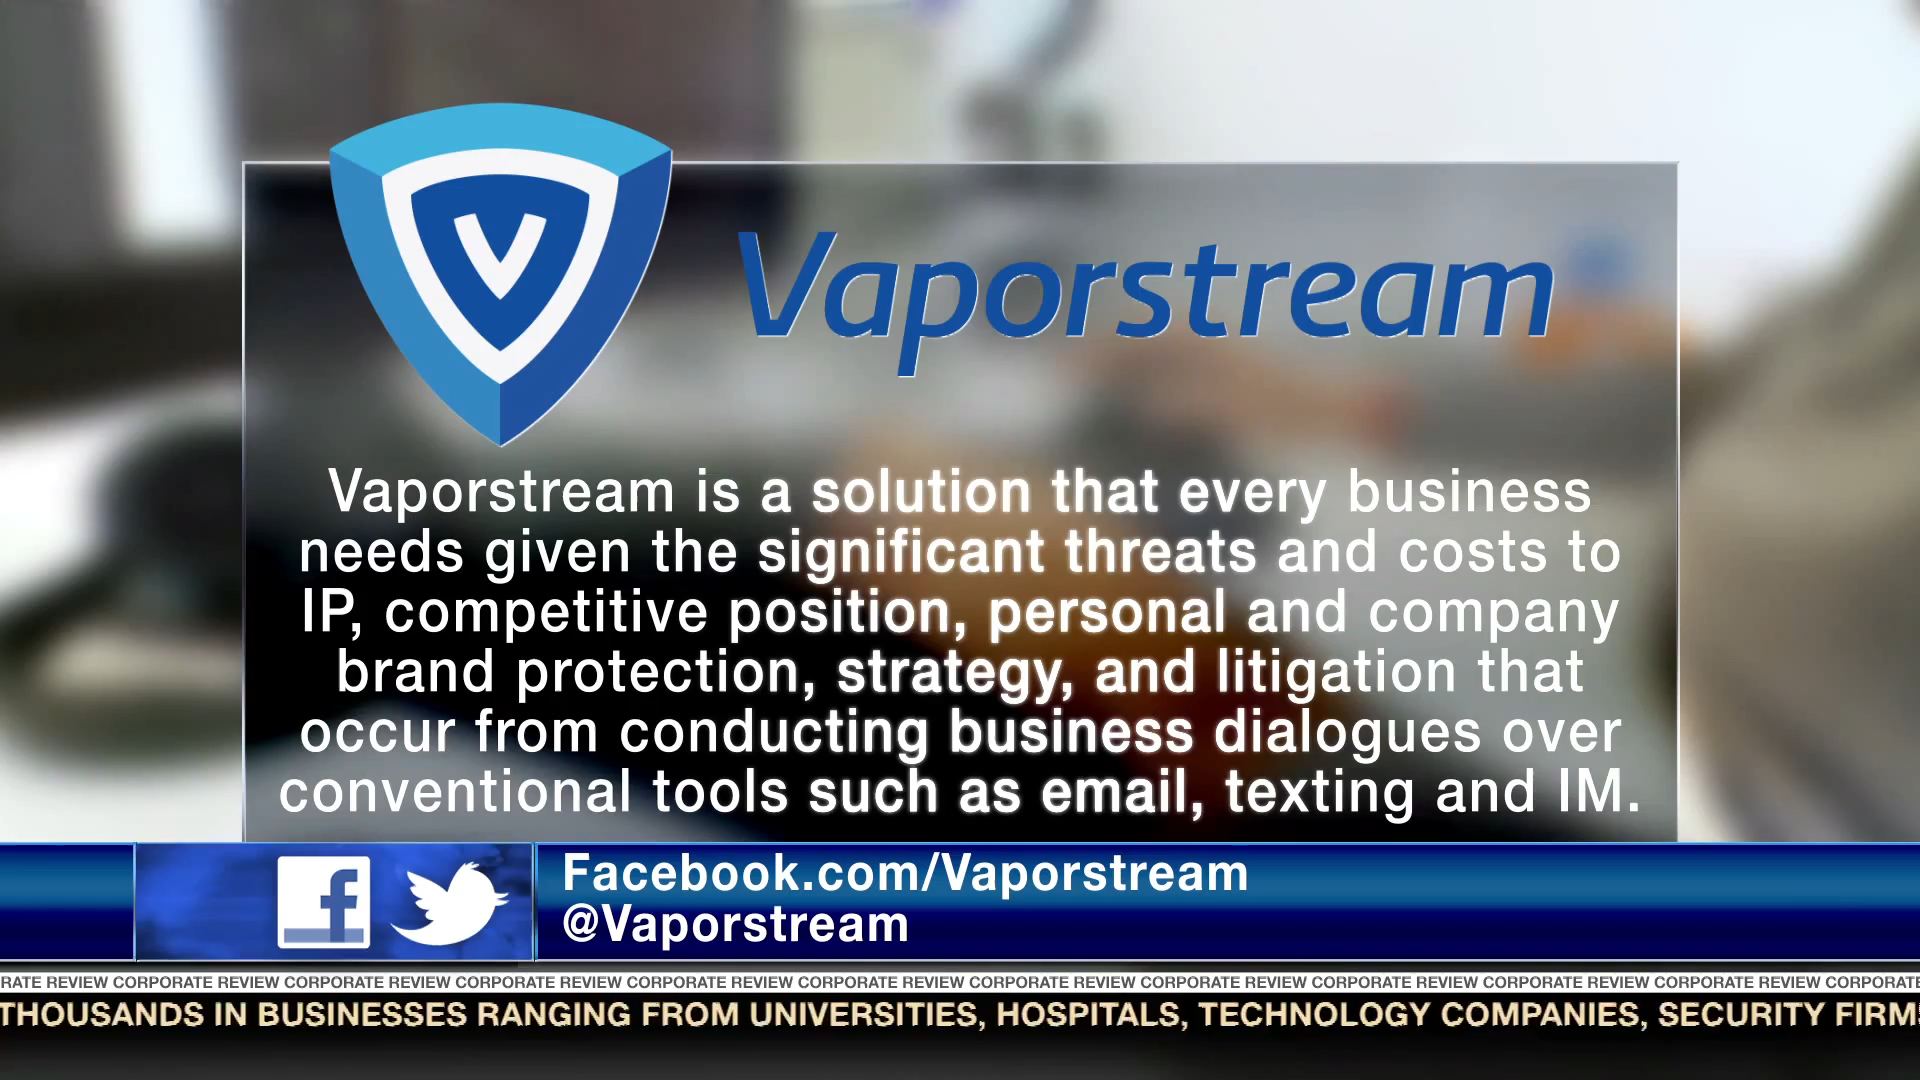 V
Vaporstream
Vaporstream is a solution that every business
needs given the significant threats and costs to
IP, competitive position, personal and company
brand protection, strategy, and litigation that
occur from conducting business dialogues over
conventional tools such as email, texting and IM.
f
Facebook.com/Vaporstream
@Vaporstream
RATE REVIEW CORPORATE REVIEW CORPORATE REVIEW CORPORATE REVIEW CORPORATE REVIEW CORPORATE REVIEW CORPORATE REVIEW CORPORATE REVIEW CORPORATE REVIEW CORPORATE REVIEW CORPORATE REVIEW CORPORATE
THOUSANDS IN BUSINESSES RANGING FROM UNIVERSITIES, HOSPITALS, TECHNOLOGY COMPANIES, SECURITY FIRMS